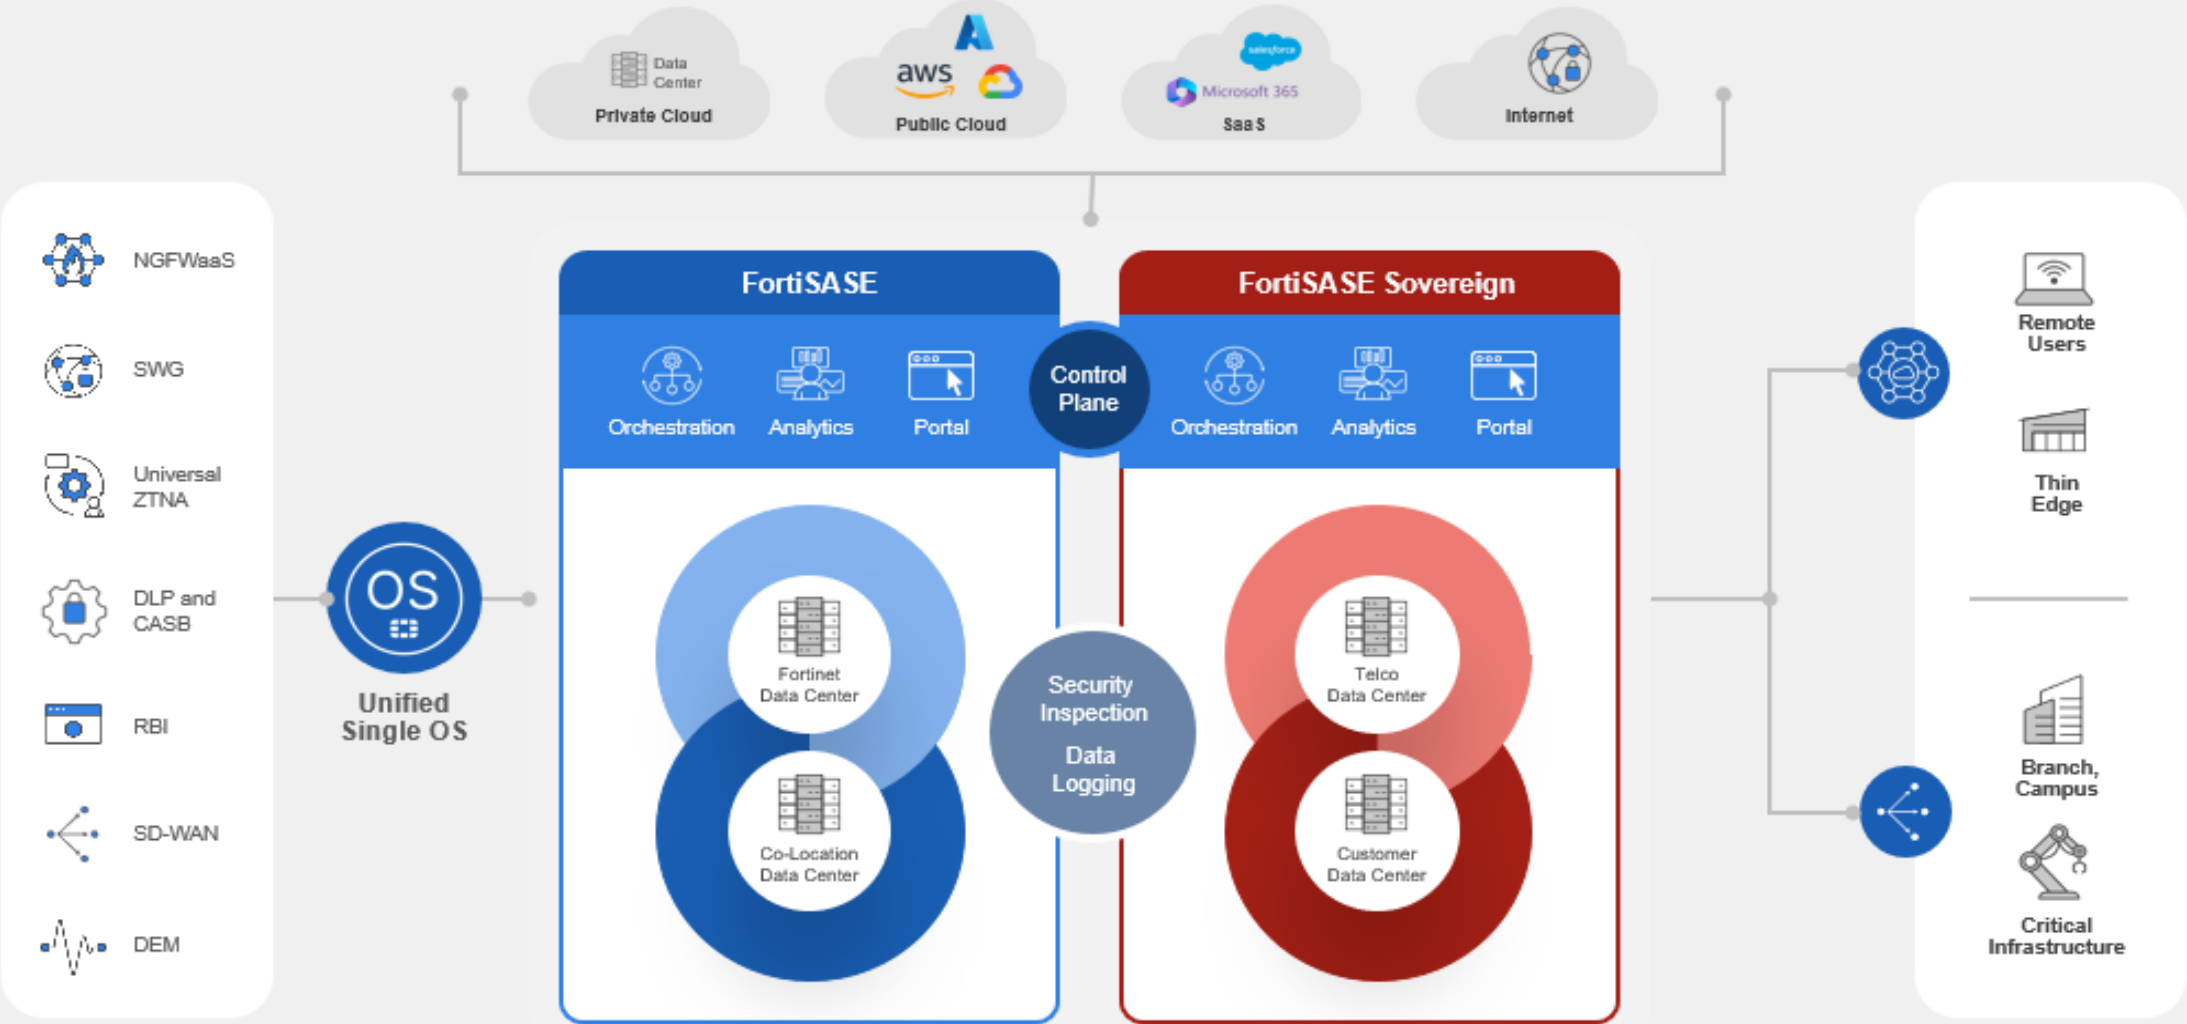 Data
Center
Private Cloud
aws
Public Cloud
salesforce
Microsoft 365
SaaS
Internet
NGFWaaS
SWG
Universal
ZTNA
DLP and
CASB
RBI
SD-WAN
DEM
OS
Unified
Single OS
FortiSASE
Orchestration
Analytics
Portal
Control
Plane
FortiSASE Sovereign
Orchestration
Analytics
Portal
Fortinet
Data Center
Co-Location
Data Center
Security
Inspection
Data
Logging
Telco
Data Center
Customer
Data Center
Remote
Users
Thin
Edge
Branch,
Campus
Critical
Infrastructure